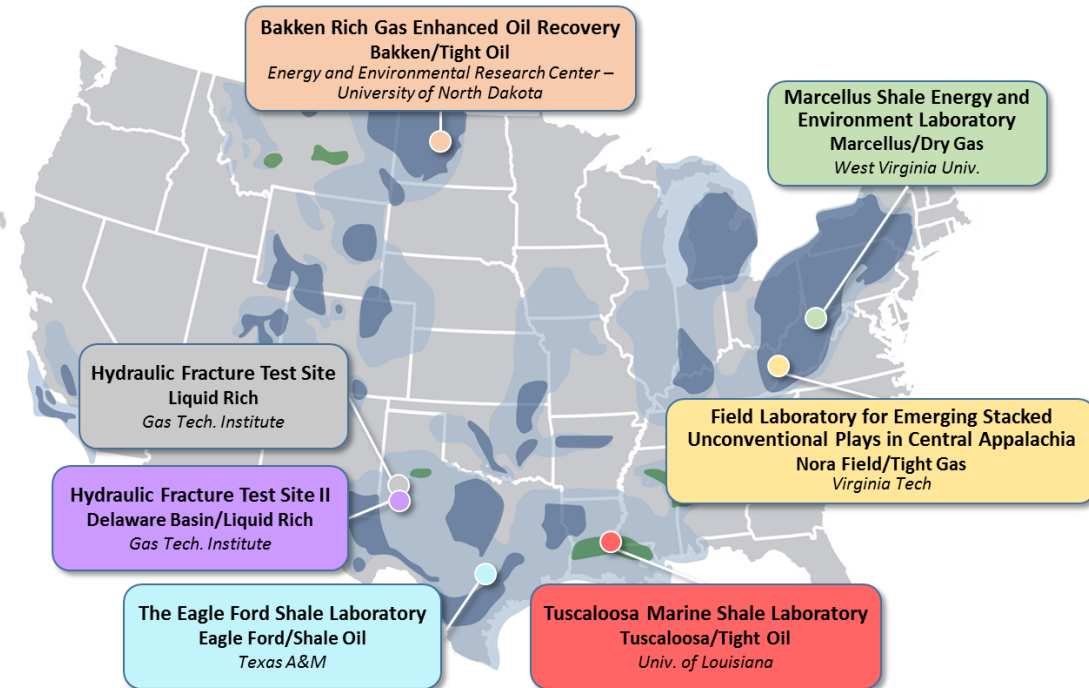 Bakken Rich Gas Enhanced Oil Recovery
Bakken/Tight Oil
Energy and Environmental Research Center –
University of North Dakota
Marcellus Shale Energy and
Environment Laboratory
Marcellus/Dry Gas
West Virginia Univ.
Hydraulic Fracture Test Site
Liquid Rich
Gas Tech. Institute
Field Laboratory for Emerging Stacked
Unconventional Plays in Central Appalachia
Nora Field/Tight Gas
Virginia Tech
Hydraulic Fracture Test Site II
Delaware Basin/Liquid Rich
Gas Tech. Institute
The Eagle Ford Shale Laboratory
Eagle Ford/Shale Oil
Texas A&M
Tuscaloosa Marine Shale Laboratory
Tuscaloosa/Tight Oil
Univ. of Louisiana